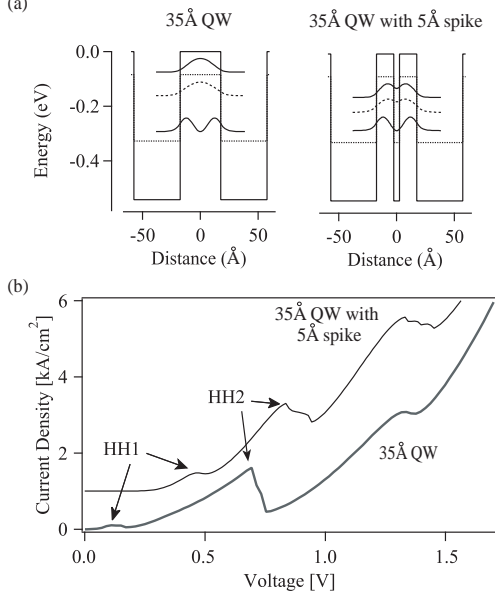 (a)
35Å QW
35Å QW with 5Å spike
0.0
-0.2
-0.4
Energy (eV)
-50
0
50
Distance (Å)
-50
0
50
Distance (Å)
(b)
6
4
2
0
Current Density [kA/cm²]
35Å QW with
5Å spike
HH2
HH1
35Å QW
0.0
0.5
1.0
1.5
Voltage [V]